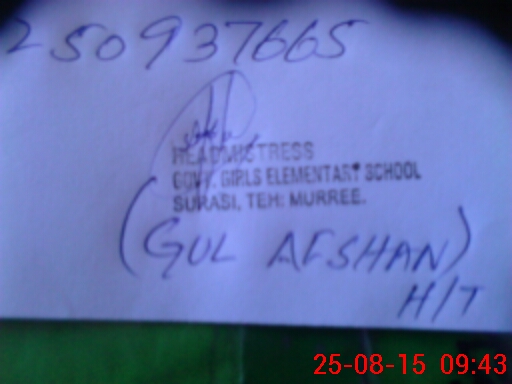 250937665
HEADMISTRESS
GOVT. GIRLS ELEMENTARY SCHOOL
SURASI, TEH: MURREE.
(GUL AFSHAN)
H/T
25-08-15 09:43